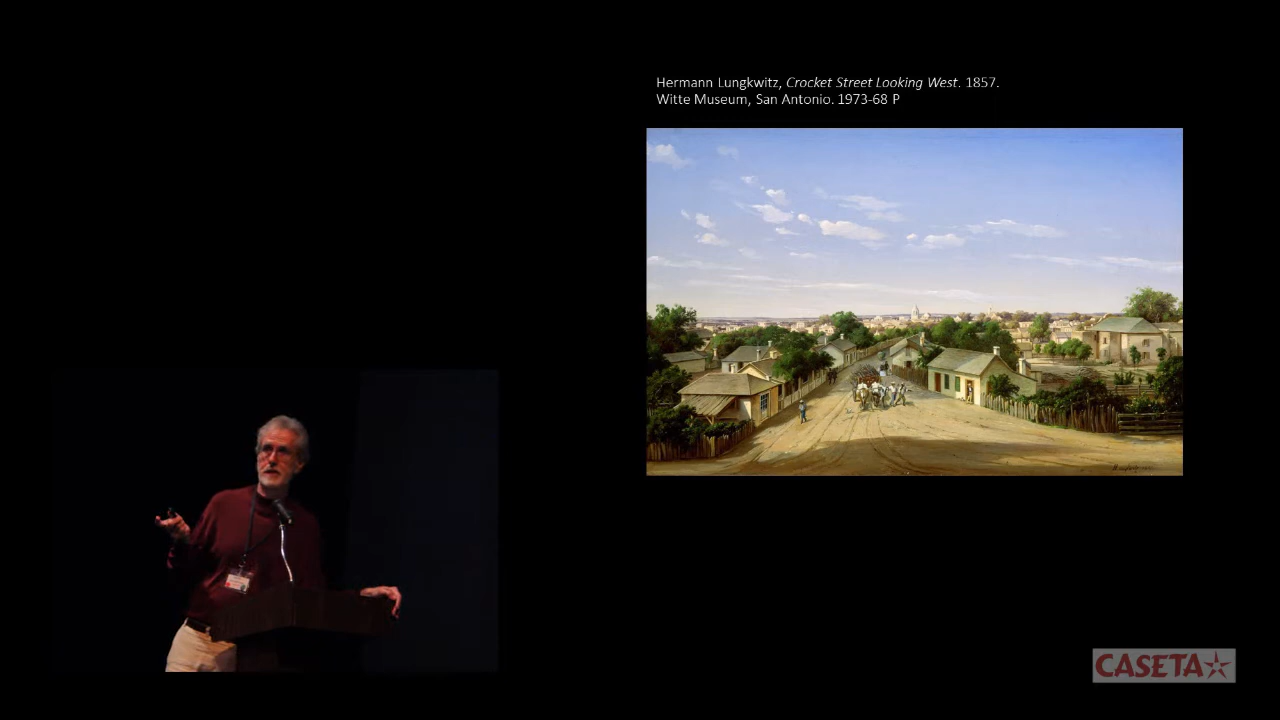 Hermann Lungkwitz, Crocket Street Looking West. 1857.
Witte Museum, San Antonio. 1973-68 P
CASETA